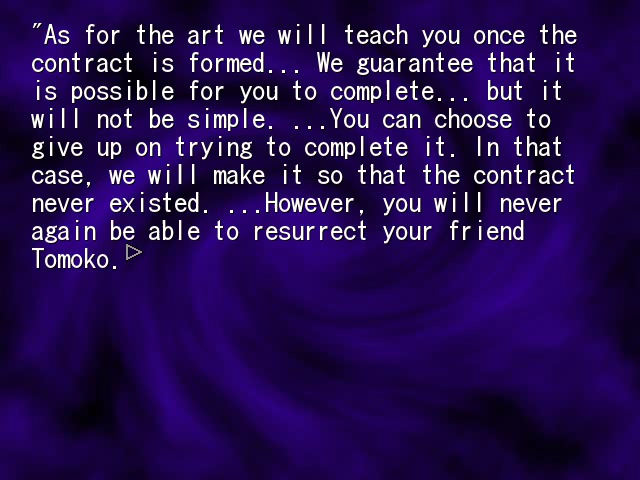 "As for the art we will teach you once the
contract is formed... We guarantee that it
is possible for you to complete... but it
will not be simple. ...You can choose to
give up on trying to complete it. In that
case, we will make it so that the contract
never existed. ...However, you will never
again be able to resurrect your friend
Tomoko.